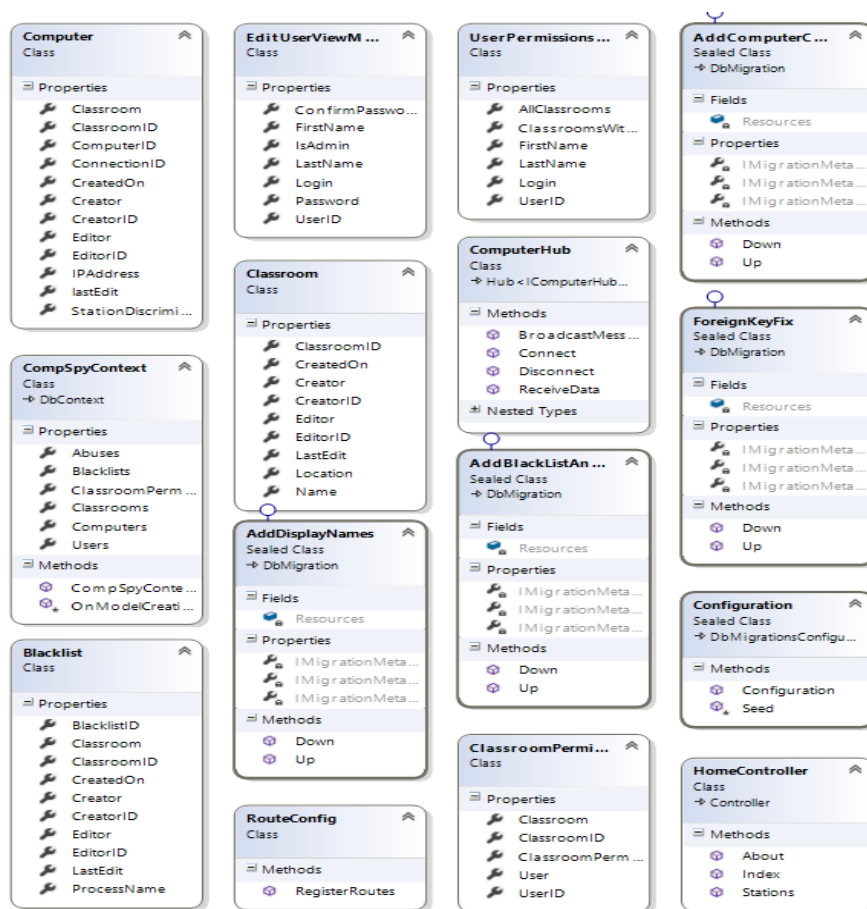 Computer
Class
Properties
Classroom
ClassroomID
ComputerID
ConnectionID
CreatedOn
Creator
CreatorID
Editor
EditorID
IPAddress
lastEdit
StationDiscrimi ...
CompSpyContext
Class
DbContext
Properties
Abuses
Blacklists
ClassroomPerm ...
Classrooms
Computers
Users
Methods
CompSpyConte...
OnModelCreati...
Blacklist
Class
Properties
BlacklistID
Classroom
ClassroomID
CreatedOn
Creator
CreatorID
Editor
EditorID
LastEdit
ProcessName
EditUserViewM ...
Class
Properties
ConfirmPasswo...
FirstName
IsAdmin
LastName
Login
Password
UserID
Classroom
Class
Properties
ClassroomID
CreatedOn
Creator
CreatorID
Editor
EditorID
LastEdit
Location
Name
AddDisplayNames
Sealed Class
DbMigration
Fields
Resources
Properties
IMigrationMeta...
IMigrationMeta...
IMigrationMeta...
Methods
Down
Up
RouteConfig
Class
Methods
RegisterRoutes
UserPermissions ...
Class
Properties
AllClassrooms
ClassroomsWit...
FirstName
LastName
Login
UserID
ComputerHub
Class
Hub<IComputerHub...
Methods
BroadcastMess ...
Connect
Disconnect
ReceiveData
Nested Types
AddBlackListAn ...
Sealed Class
DbMigration
Fields
Resources
Properties
IMigrationMeta...
IMigrationMeta...
IMigrationMeta...
Methods
Down
Up
ClassroomPermi...
Class
Properties
Classroom
ClassroomID
ClassroomPerm ...
User
UserID
AddComputerC ...
Sealed Class
DbMigration
Fields
Resources
Properties
IMigrationMeta...
IMigrationMeta...
IMigrationMeta...
Methods
Down
Up
ForeignKeyFix
Sealed Class
DbMigration
Fields
Resources
Properties
IMigrationMeta...
IMigrationMeta...
IMigrationMeta...
Methods
Down
Up
Configuration
Sealed Class
DbMigrationsConfigu...
Methods
Configuration
Seed
HomeController
Class
Controller
Methods
About
Index
Stations